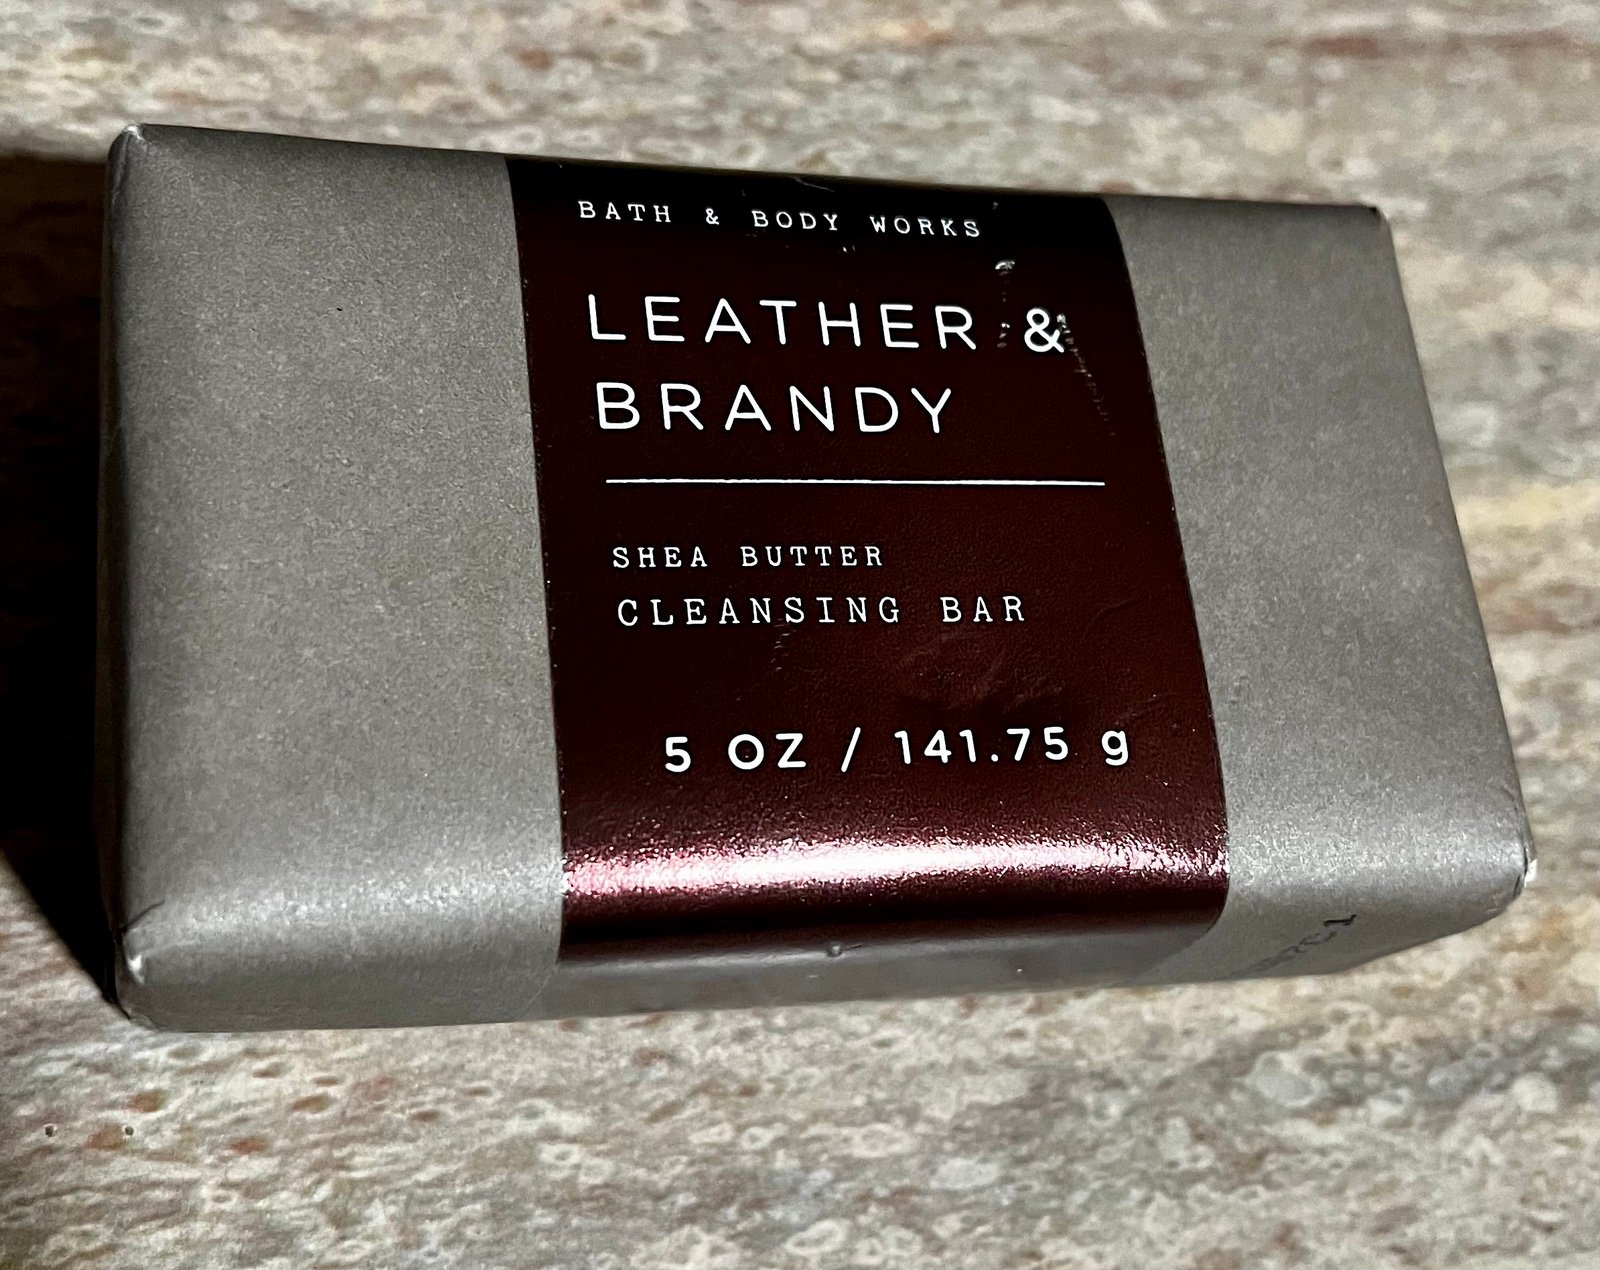 BATH & BODY WORKS
LEATHER &
BRANDY
SHEA BUTTER
CLEANSING BAR
5 OZ / 141.75 g